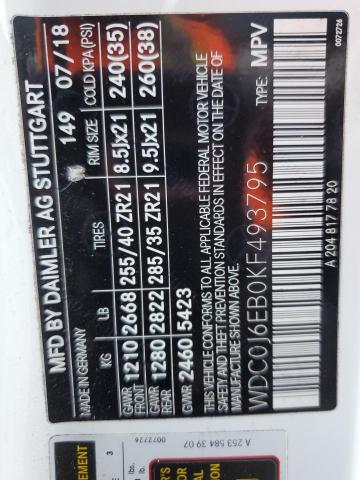 MFD BY DAIMLER AG STUTTGART 149 07/18
MADE IN GERMANY
KG LB TIRES RIM SIZE COLD KPA(PSI)
GAWR FRONT 1210 2668 255/40 ZR21 8.5Jx21 240(35)
GAWR REAR 1280 2822 285/35 ZR21 9.5Jx21 260(38)
GVWR 2460 5423
THIS VEHICLE CONFORMS TO ALL APPLICABLE FEDERAL MOTOR VEHICLE
SAFETY STANDARDS IN EFFECT ON THE DATE OF
MANUFACTURE SHOWN ABOVE.
WDC0J6EB0KF493795 TYPE: MPV
A 204 817 78 20
0072726
A 253 584 39 07
0072726